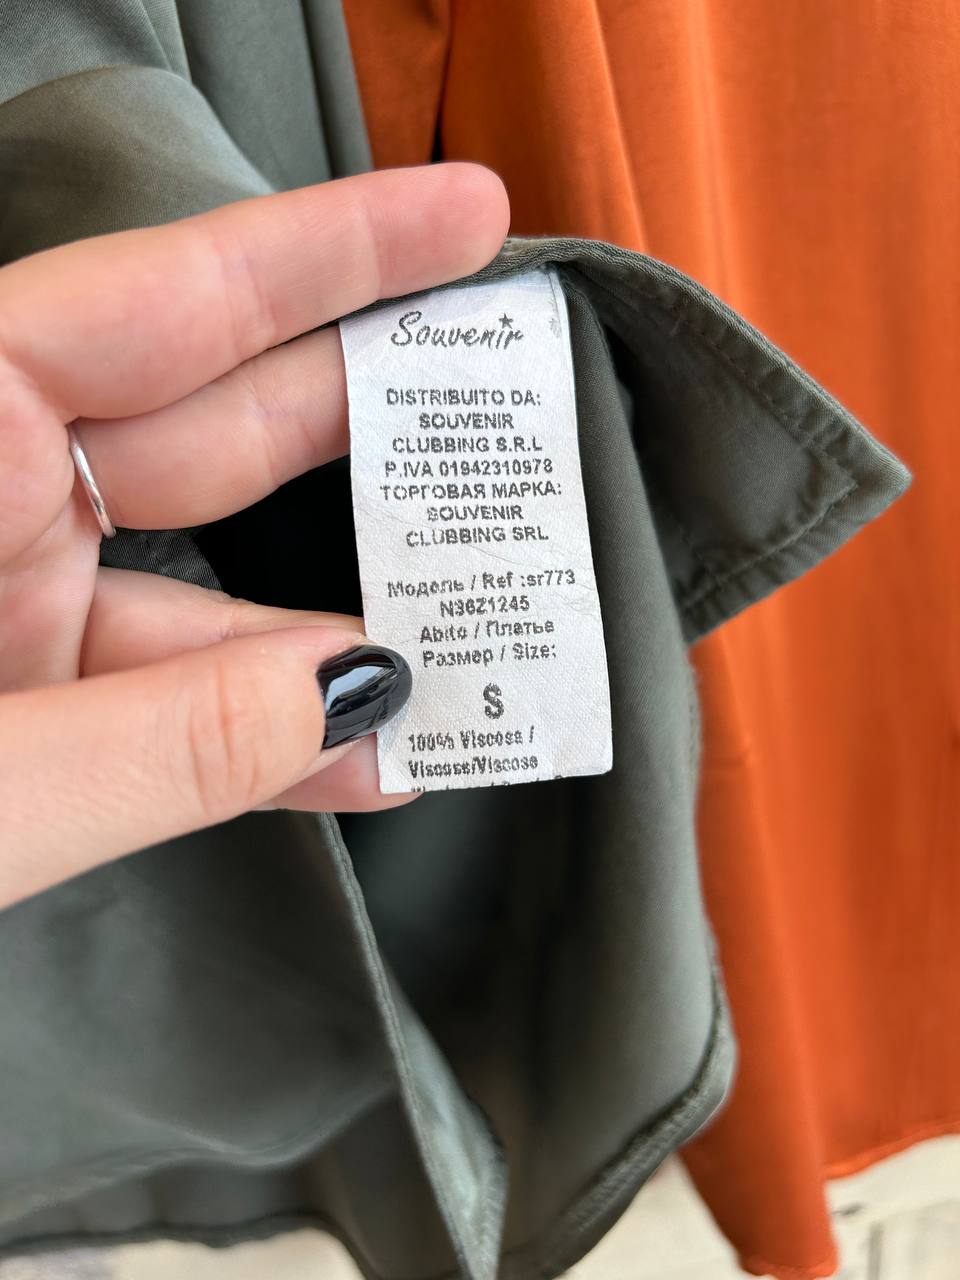 Souvenir
DISTRIBUITO DA:
SOUVENIR
CLUBBING S.R.L
P.IVA 01942310978
ТОРГОВАЯ МАРКА:
SOUVENIR
CLUBBING SRL
Модель / Ref :sr773
N36Z1245
Abito / Платье
Размер / Size:
S
100% Viscosa /
Viscose/Viscose